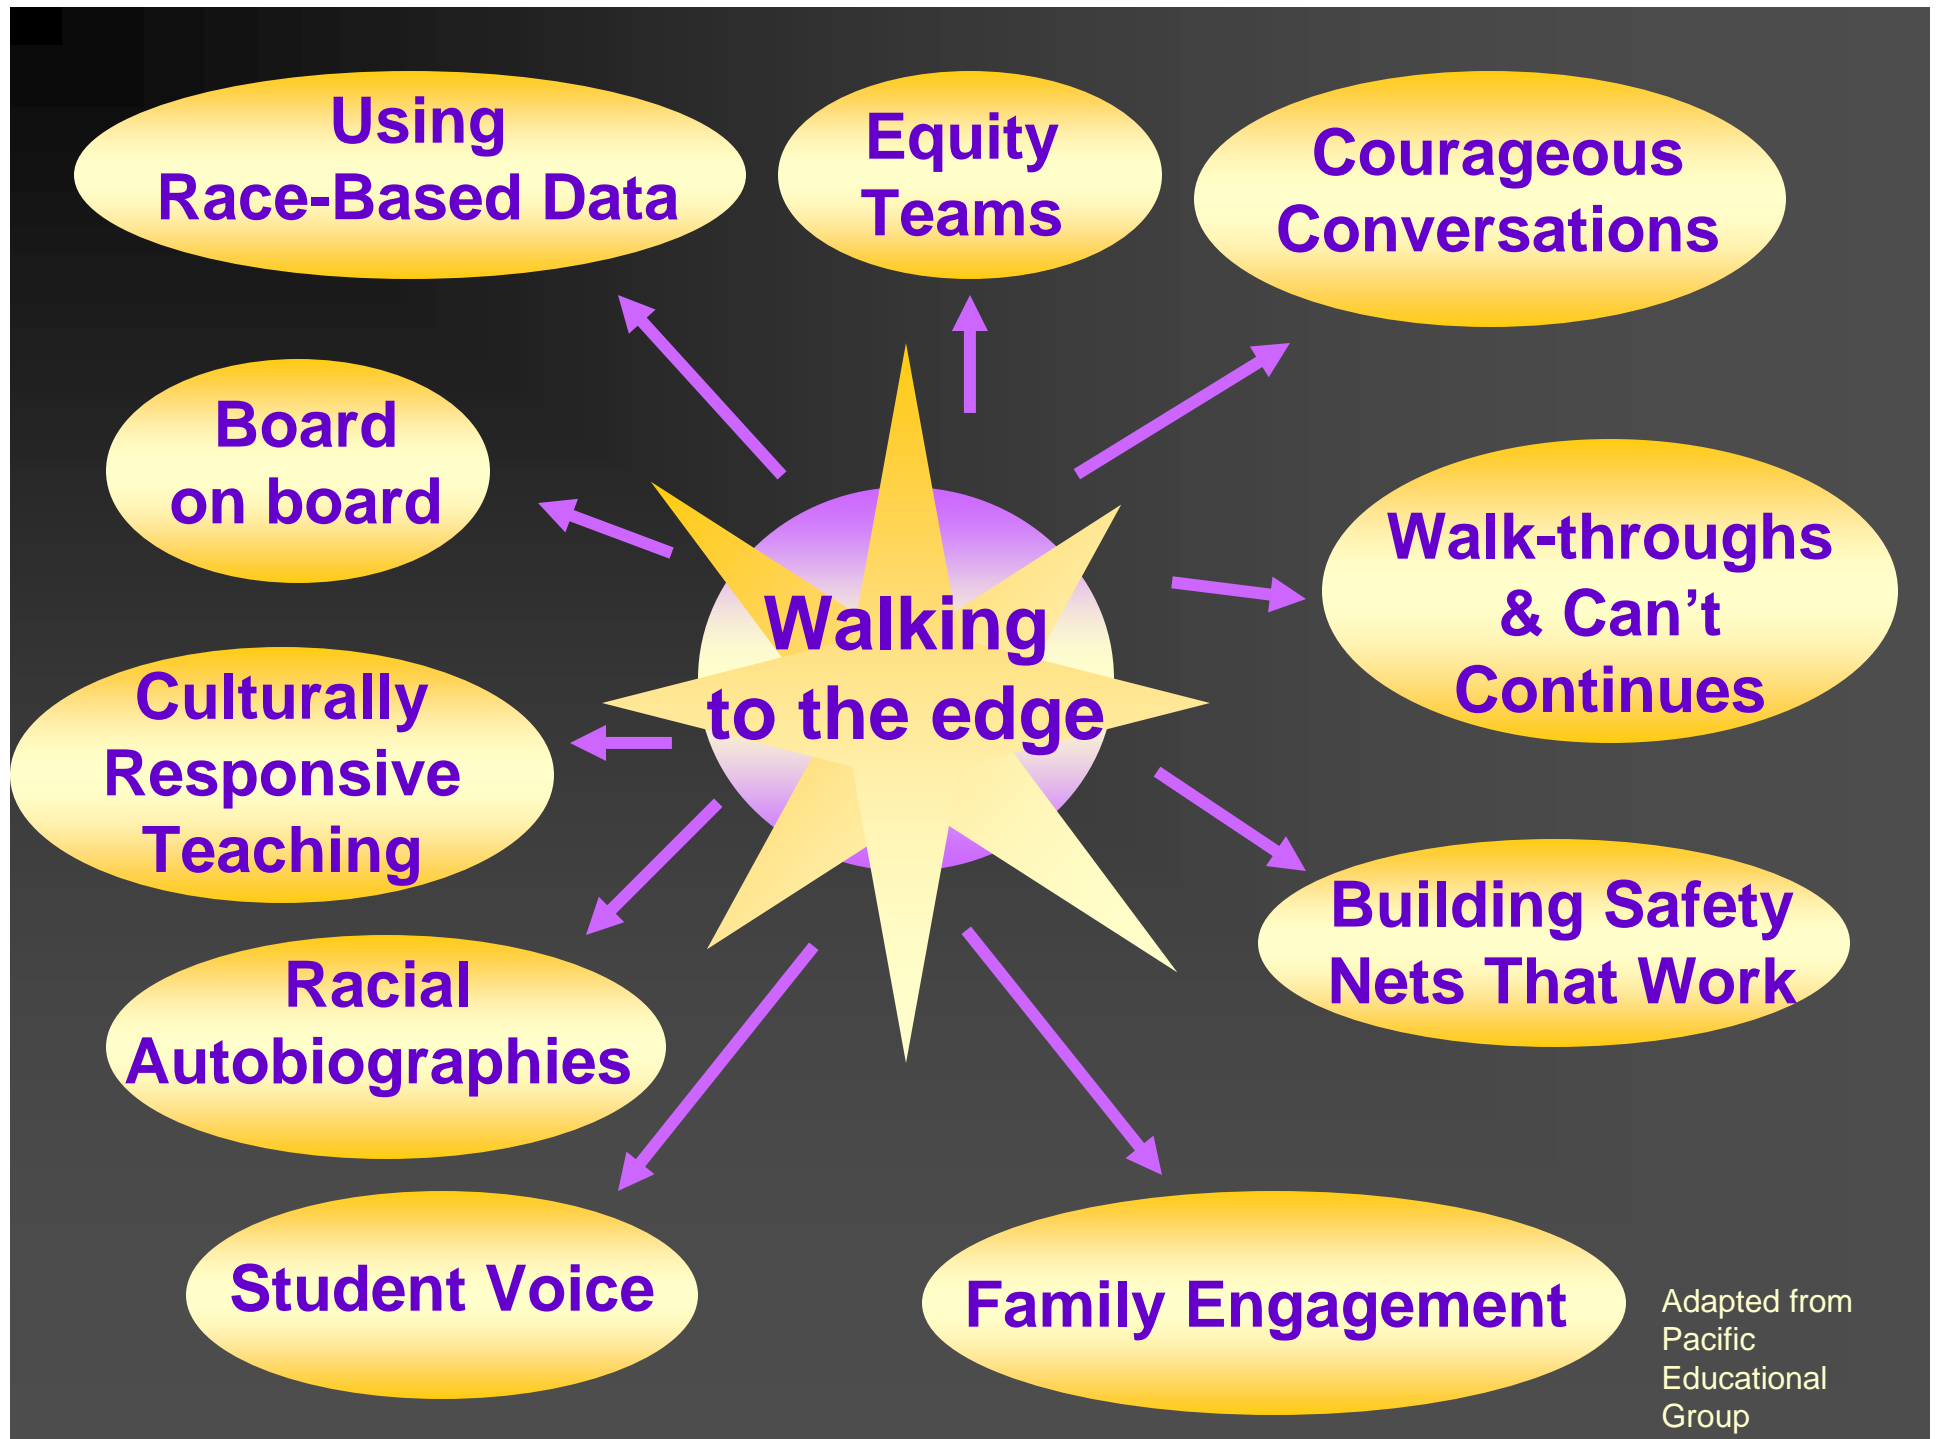 Using
Race-Based Data
Equity
Teams
Courageous
Conversations
Board
on board
Walk-throughs
& Can’t
Continues
Walking
to the edge
Culturally
Responsive
Teaching
Building Safety
Nets That Work
Racial
Autobiographies
Student Voice
Family Engagement
Adapted from
Pacific
Educational
Group